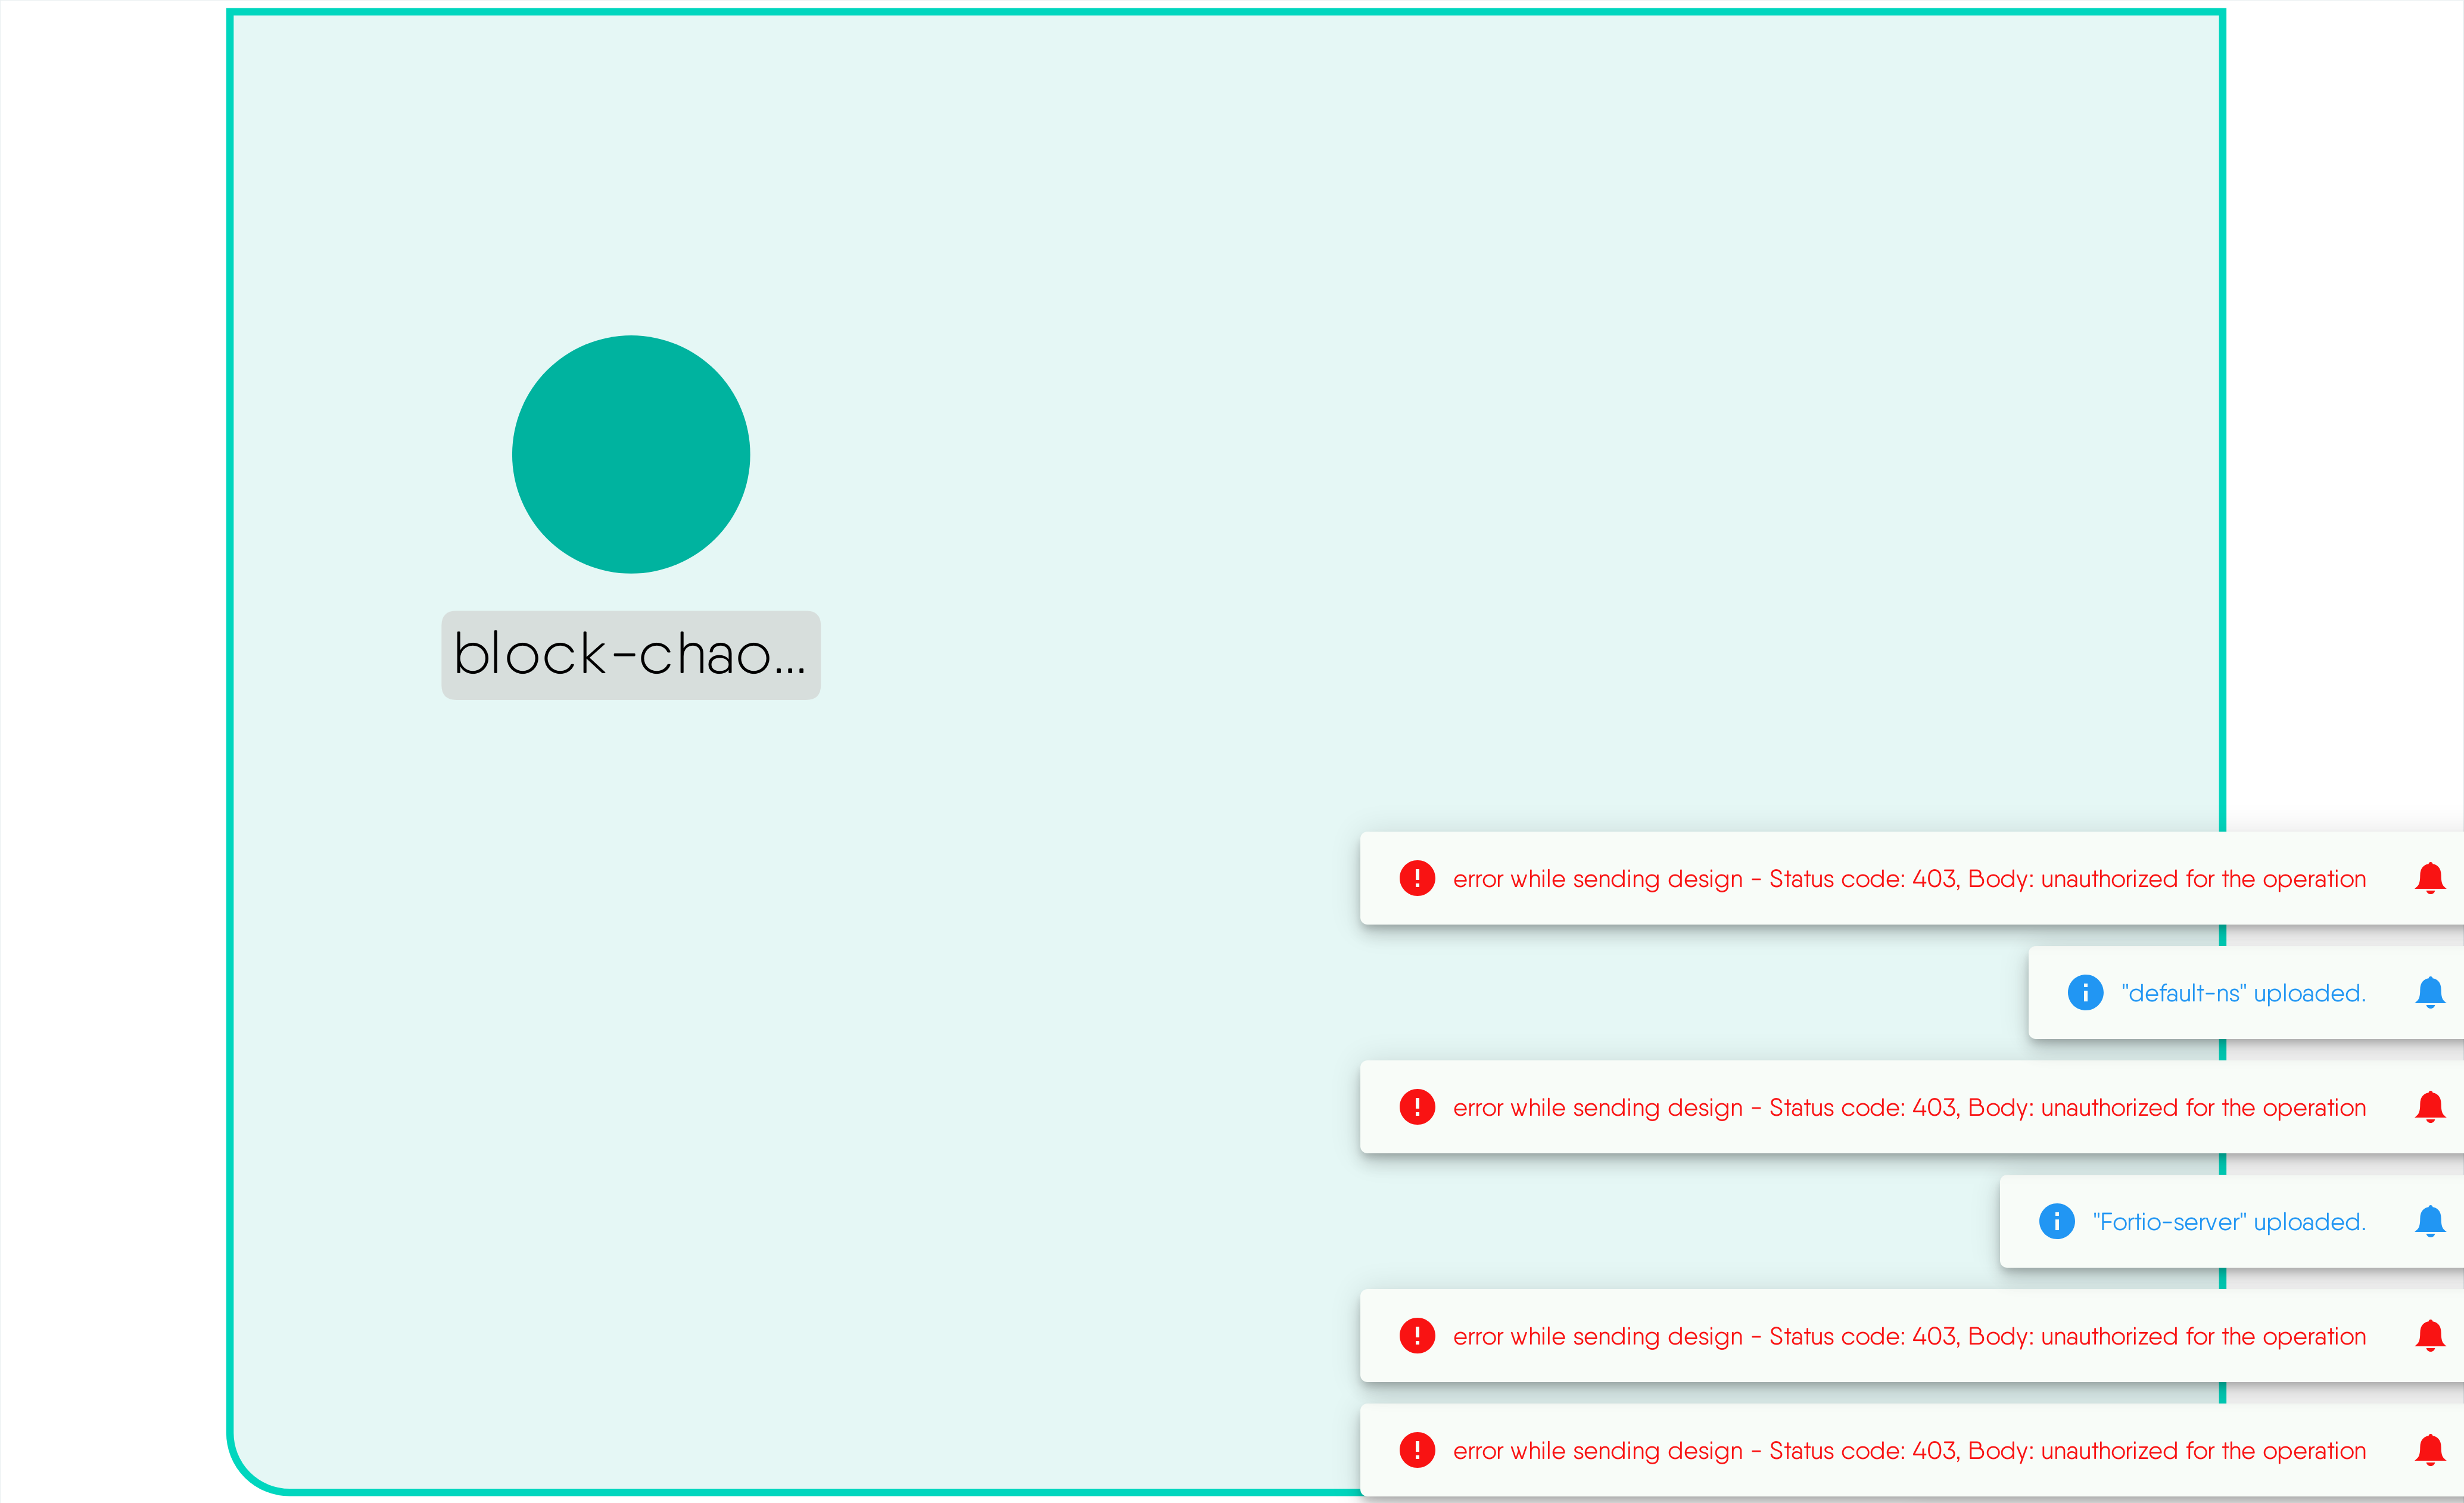 block-chao...
error while sending design - Status code: 403, Body: unauthorized for the operation
"default-ns" uploaded.
error while sending design - Status code: 403, Body: unauthorized for the operation
"Fortio-server" uploaded.
error while sending design - Status code: 403, Body: unauthorized for the operation
error while sending design - Status code: 403, Body: unauthorized for the operation